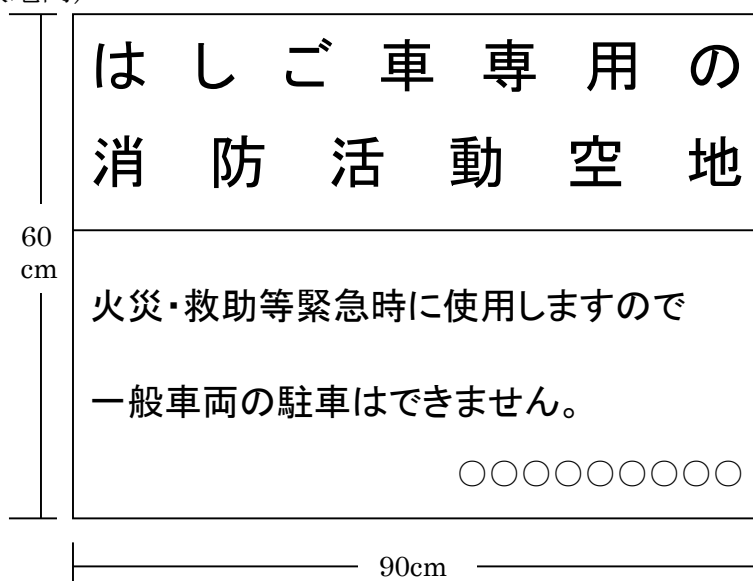 はしご車専用の
消防活動空地
60
cm
火災・救助等緊急時に使用しますので
一般車両の駐車はできません。
○○○○○○○○○
90cm